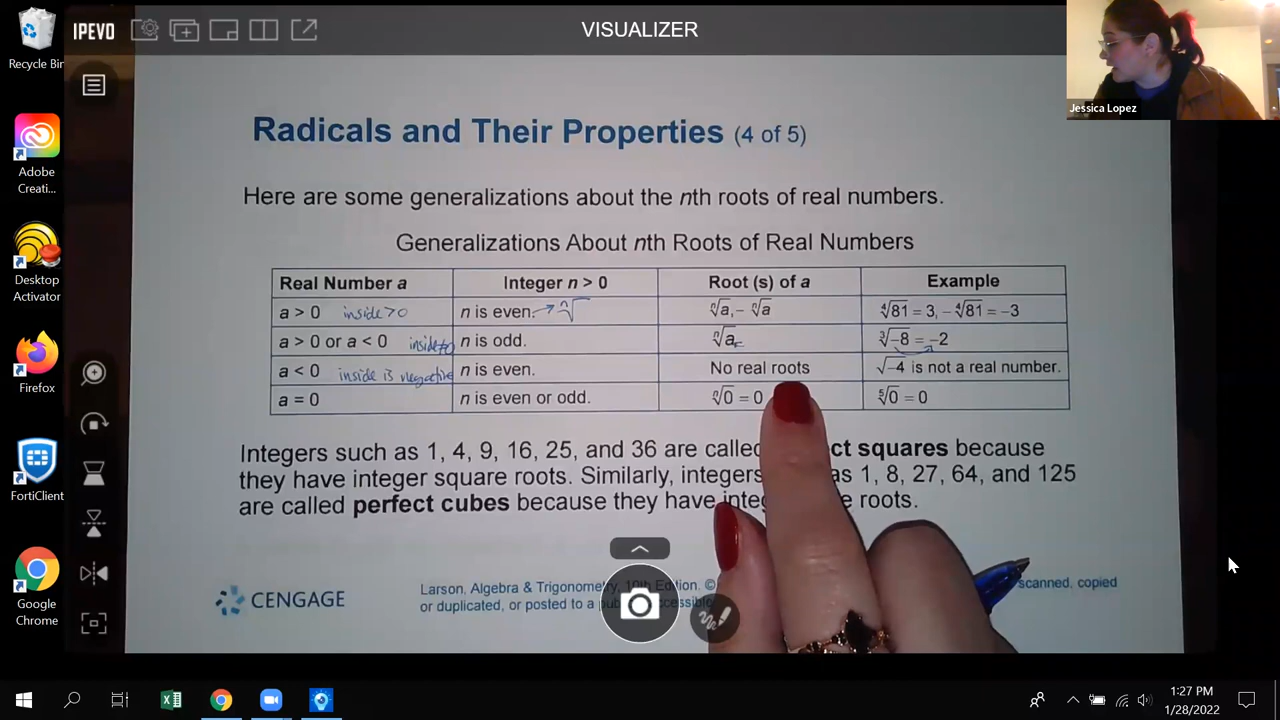 Recycle Bin
IPEVO
VISUALIZER
Jessica Lopez
Adobe
Creati...
Desktop
Activator
Firefox
FortiClient
Google
Chrome
Radicals and Their Properties (4 of 5)
Here are some generalizations about the nth roots of real numbers.
Generalizations About nth Roots of Real Numbers
Real Number a Integer n > 0 Root (s) of a Example
a > 0 inside >0 n is even. → ⁿ√ ⁿ√a, - ⁿ√a ⁴√81 = 3, - ⁴√81 = -3
a > 0 or a < 0 n is odd. ⁿ√a ³√-8 = -2
a < 0 inside is negative n is even. No real roots √-4 is not a real number.
a = 0 n is even or odd. ⁿ√0 = 0 ⁵√0 = 0
Integers such as 1, 4, 9, 16, 25, and 36 are called squares because
they have integer square roots. Similarly, integers as 1, 8, 27, 64, and 125
are called perfect cubes because they have roots.
CENGAGE
Larson, Algebra & Trigonometry, 10th Edition. © scanned, copied
or duplicated, or posted to a
1:27 PM
1/28/2022